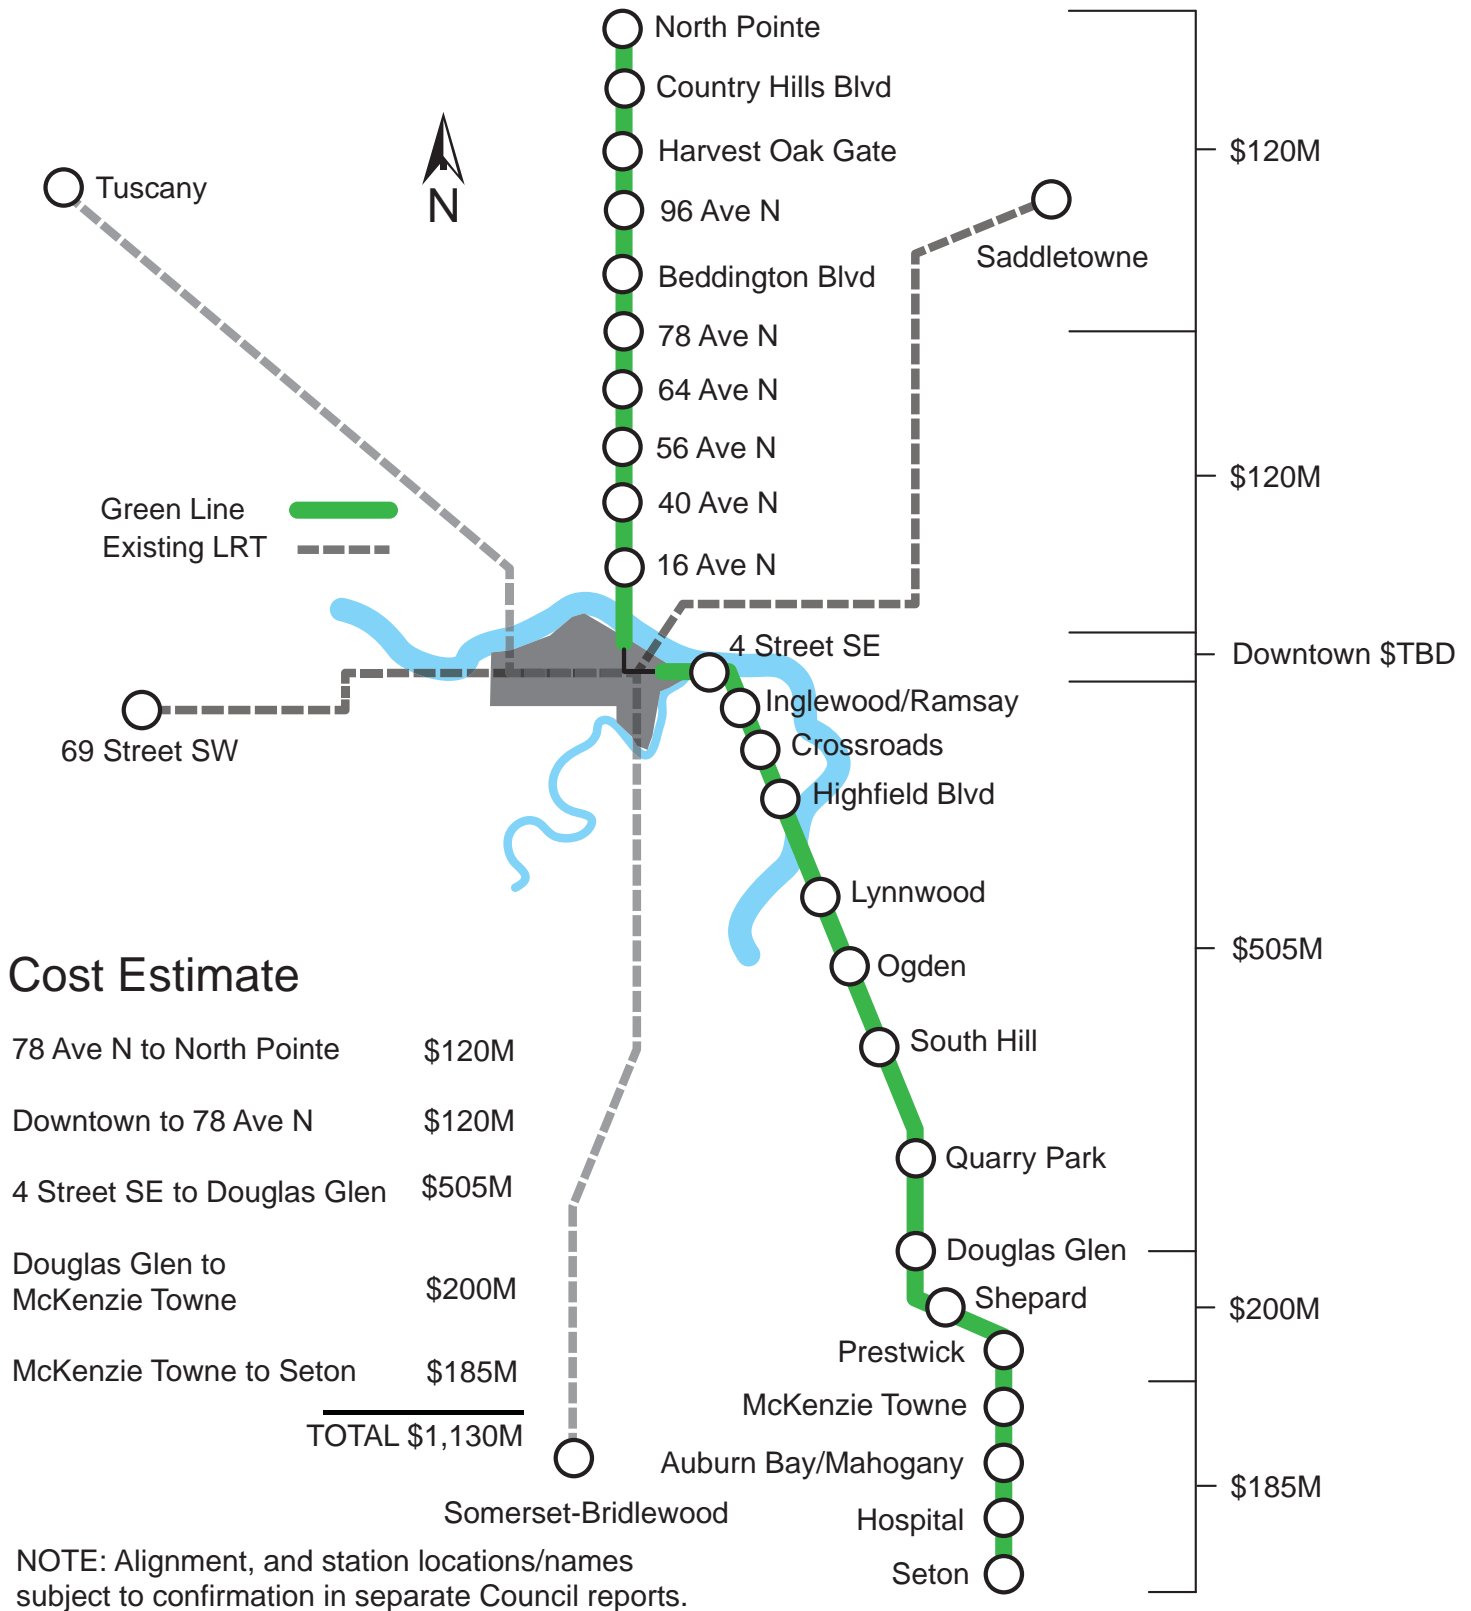 North Pointe
Country Hills Blvd
Harvest Oak Gate
$120M
Tuscany
N
96 Ave N
Saddletowne
Beddington Blvd
78 Ave N
64 Ave N
56 Ave N
$120M
40 Ave N
Green Line
Existing LRT
16 Ave N
4 Street SE
Downtown $TBD
Inglewood/Ramsay
69 Street SW
Crossroads
Highfield Blvd
Lynnwood
$505M
Ogden
South Hill
Quarry Park
Douglas Glen
Shepard
$200M
Prestwick
McKenzie Towne
Auburn Bay/Mahogany
$185M
Hospital
Seton
Somerset-Bridlewood
Cost Estimate
78 Ave N to North Pointe $120M
Downtown to 78 Ave N $120M
4 Street SE to Douglas Glen $505M
Douglas Glen to
McKenzie Towne $200M
McKenzie Towne to Seton $185M
TOTAL $1,130M
NOTE: Alignment, and station locations/names
subject to confirmation in separate Council reports.